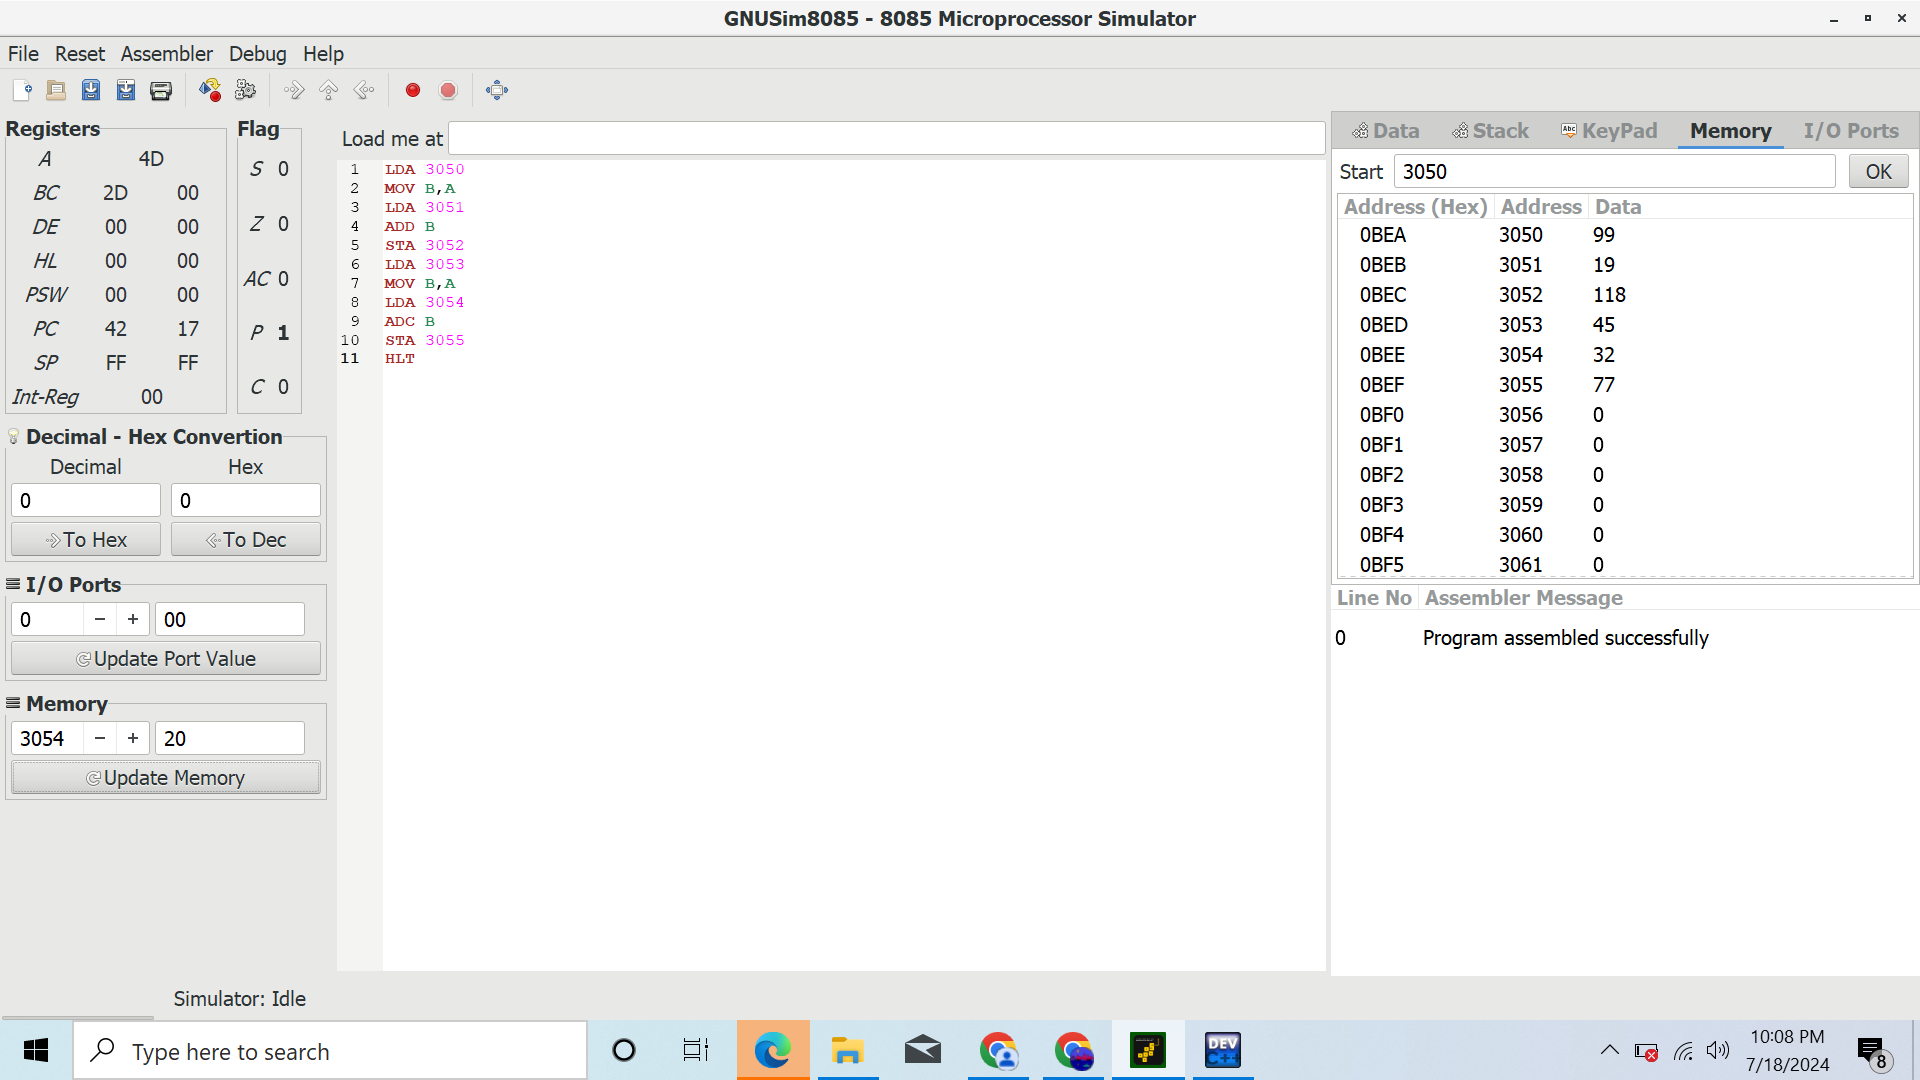 GNUSim8085 - 8085 Microprocessor Simulator
File Reset Assembler Debug Help
Registers
A 4D
BC 2D 00
DE 00 00
HL 00 00
PSW 00 00
PC 42 17
SP FF FF
Int-Reg 00
Flag
S 0
Z 0
AC 0
P 1
C 0
Decimal - Hex Convertion
Decimal Hex
0 0
To Hex To Dec
I/O Ports
0 − + 00
Update Port Value
Memory
3054 − + 20
Update Memory
Load me at
1 LDA 3050
2 MOV B,A
3 LDA 3051
4 ADD B
5 STA 3052
6 LDA 3053
7 MOV B,A
8 LDA 3054
9 ADC B
10 STA 3055
11 HLT
Data Stack Abc KeyPad Memory I/O Ports
Start 3050 OK
Address (Hex) Address Data
0BEA 3050 99
0BEB 3051 19
0BEC 3052 118
0BED 3053 45
0BEE 3054 32
0BEF 3055 77
0BF0 3056 0
0BF1 3057 0
0BF2 3058 0
0BF3 3059 0
0BF4 3060 0
0BF5 3061 0
Line No Assembler Message
0 Program assembled successfully
Simulator: Idle
Type here to search
DEV
C++
10:08 PM
7/18/2024
8